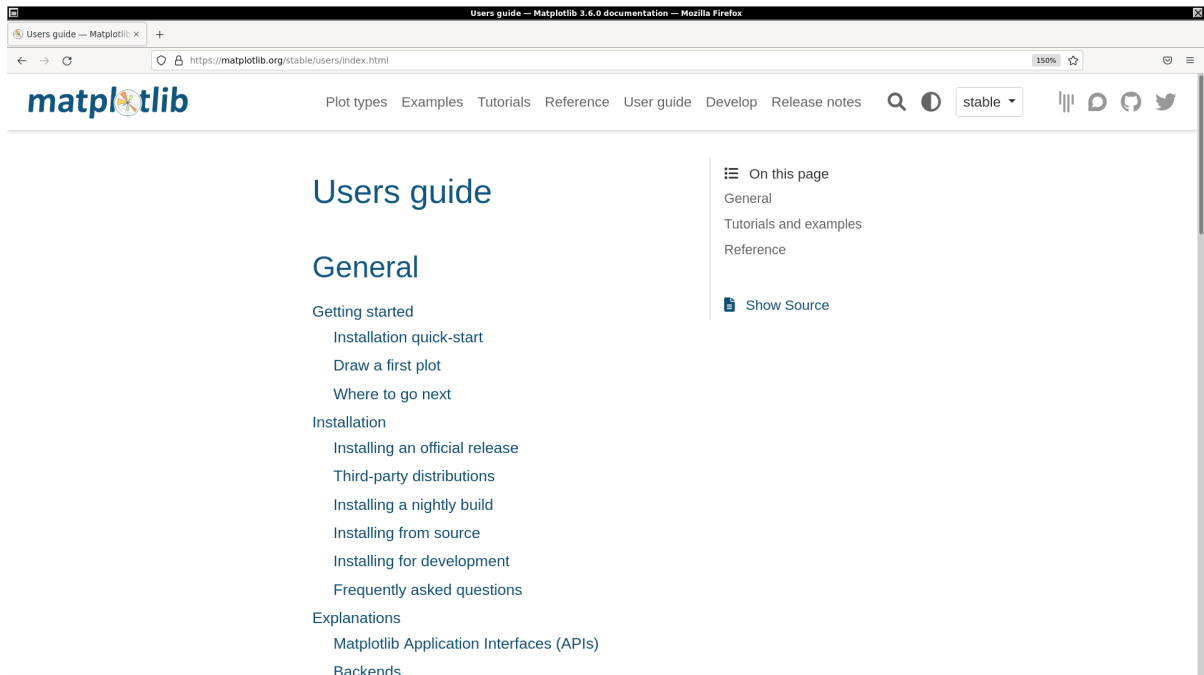 Users guide — Matplotlib 3.6.0 documentation — Mozilla Firefox
Users guide — Matplotlib
https://matplotlib.org/stable/users/index.html
150%
matplotlib
Plot types Examples Tutorials Reference User guide Develop Release notes
stable
Users guide
General
Getting started
Installation quick-start
Draw a first plot
Where to go next
Installation
Installing an official release
Third-party distributions
Installing a nightly build
Installing from source
Installing for development
Frequently asked questions
Explanations
Matplotlib Application Interfaces (APIs)
Backends
On this page
General
Tutorials and examples
Reference
Show Source